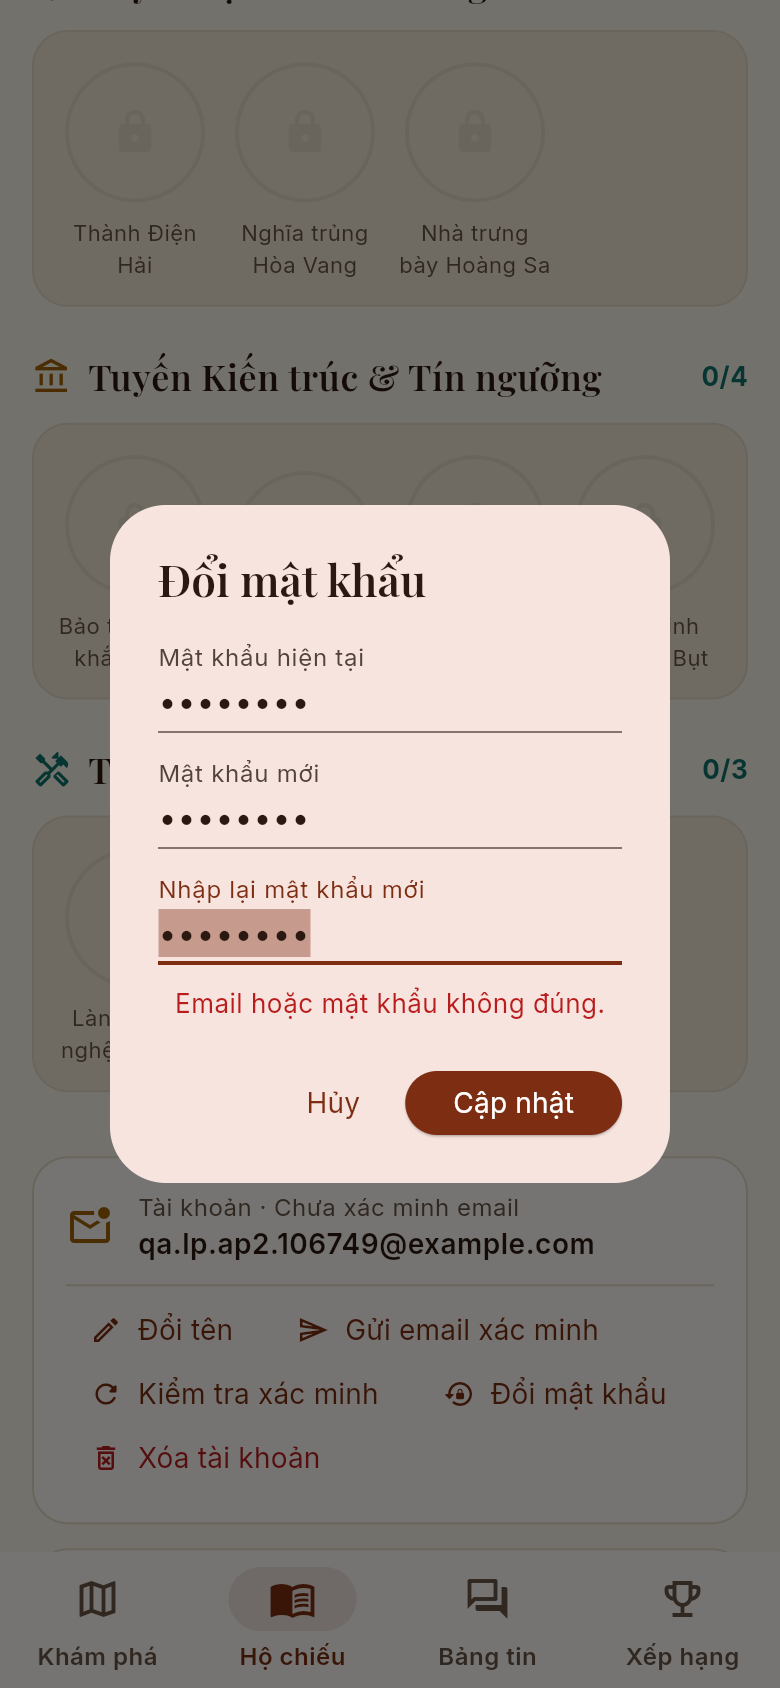 Thành Điện
Hải
Nghĩa trủng
Hòa Vang
Nhà trưng
bày Hoàng Sa
Tuyến Kiến trúc & Tín ngưỡng
0/4
Bảo
Bụt
0/3
Đổi mật khẩu
Mật khẩu hiện tại
••••••••
Mật khẩu mới
••••••••
Nhập lại mật khẩu mới
••••••••
Email hoặc mật khẩu không đúng.
Hủy
Cập nhật
Tài khoản · Chưa xác minh email
qa.lp.ap2.106749@example.com
Đổi tên
Gửi email xác minh
Kiểm tra xác minh
Đổi mật khẩu
Xóa tài khoản
Khám phá
Hộ chiếu
Bảng tin
Xếp hạng